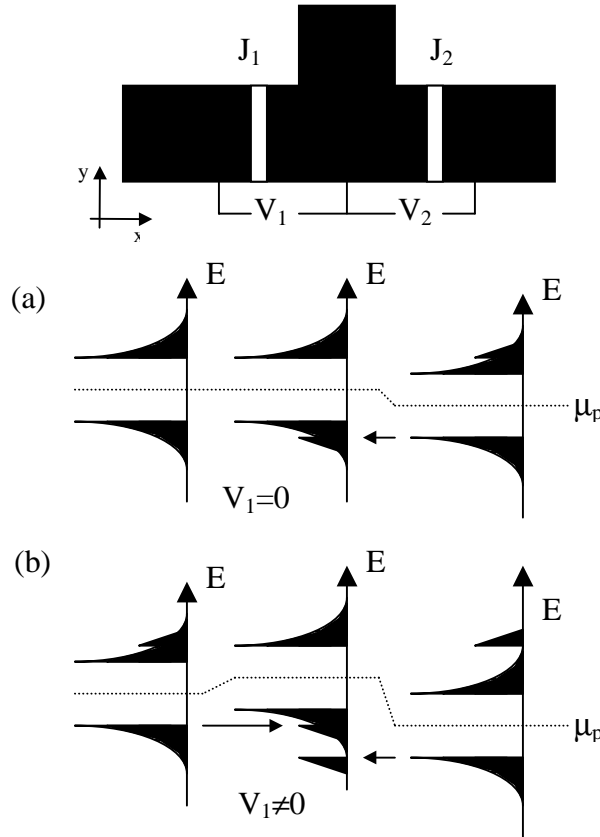 J₁ J₂
y
x
V₁ V₂
(a)
E E E
μₚ
V₁=0
(b)
E E E
μₚ
V₁≠0